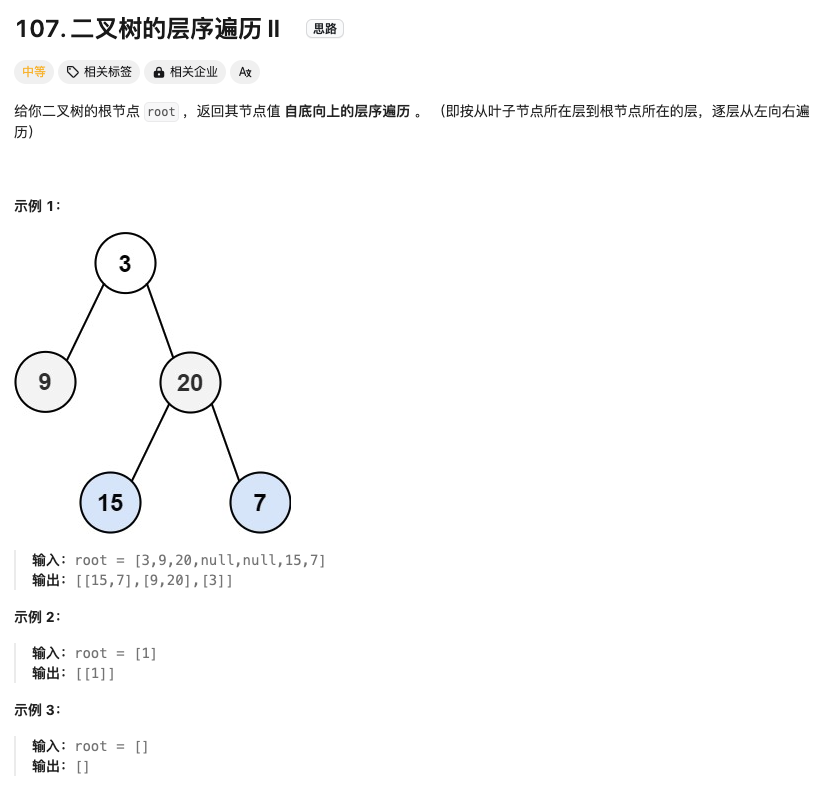 107. 二叉树的层序遍历 II 思路
中等 相关标签 相关企业 Aʐ
给你二叉树的根节点 root ，返回其节点值 自底向上的层序遍历 。 （即按从叶子节点所在层到根节点所在的层，逐层从左向右遍
历）
示例 1：
3
9 20
15 7
输入：root = [3,9,20,null,null,15,7]
输出：[[15,7],[9,20],[3]]
示例 2：
输入：root = [1]
输出：[[1]]
示例 3：
输入：root = []
输出：[]